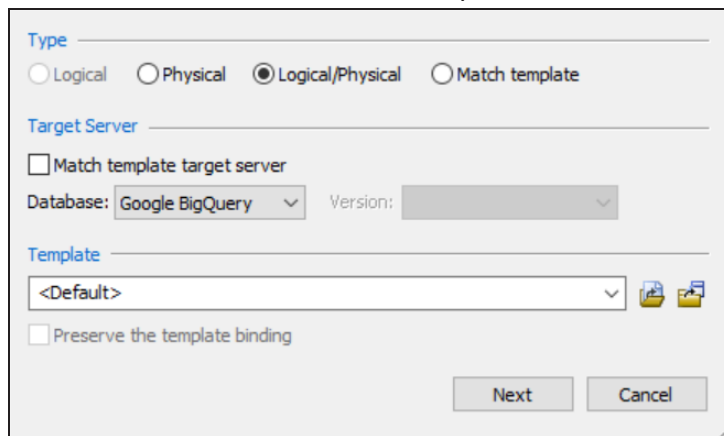 Type
Logical Physical Logical/Physical Match template
Target Server
Match template target server
Database: Google BigQuery Version:
Template
<Default>
Preserve the template binding
Next Cancel